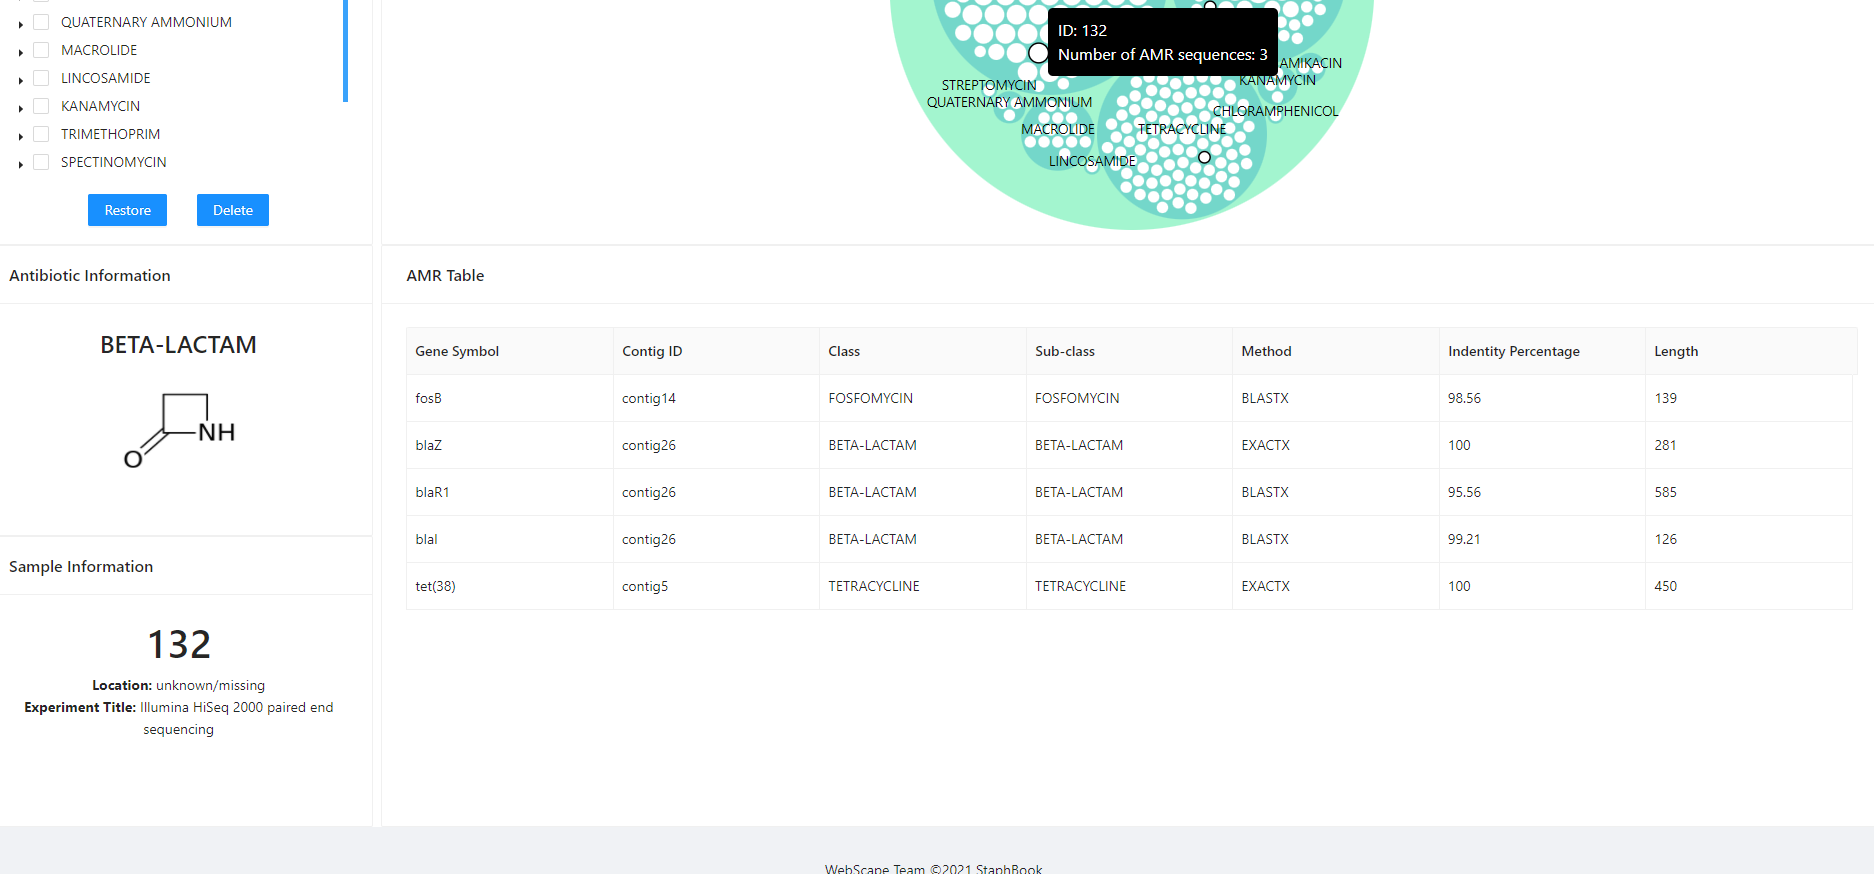 QUATERNARY AMMONIUM
MACROLIDE
LINCOSAMIDE
KANAMYCIN
TRIMETHOPRIM
SPECTINOMYCIN
Restore Delete
ID: 132
Number of AMR sequences: 3
AMIKACIN
KANAMYCIN
STREPTOMYCIN
QUATERNARY AMMONIUM
CHLORAMPHENICOL
MACROLIDE
TETRACYCLINE
LINCOSAMIDE
Antibiotic Information
BETA-LACTAM
NH
O
Sample Information
132
Location: unknown/missing
Experiment Title: Illumina HiSeq 2000 paired end
sequencing
AMR Table
Gene Symbol Contig ID Class Sub-class Method Indentity Percentage Length
fosB contig14 FOSFOMYCIN FOSFOMYCIN BLASTX 98.56 139
blaZ contig26 BETA-LACTAM BETA-LACTAM EXACTX 100 281
blaR1 contig26 BETA-LACTAM BETA-LACTAM BLASTX 95.56 585
blaI contig26 BETA-LACTAM BETA-LACTAM BLASTX 99.21 126
tet(38) contig5 TETRACYCLINE TETRACYCLINE EXACTX 100 450
WebScape Team ©2021 StaphBook